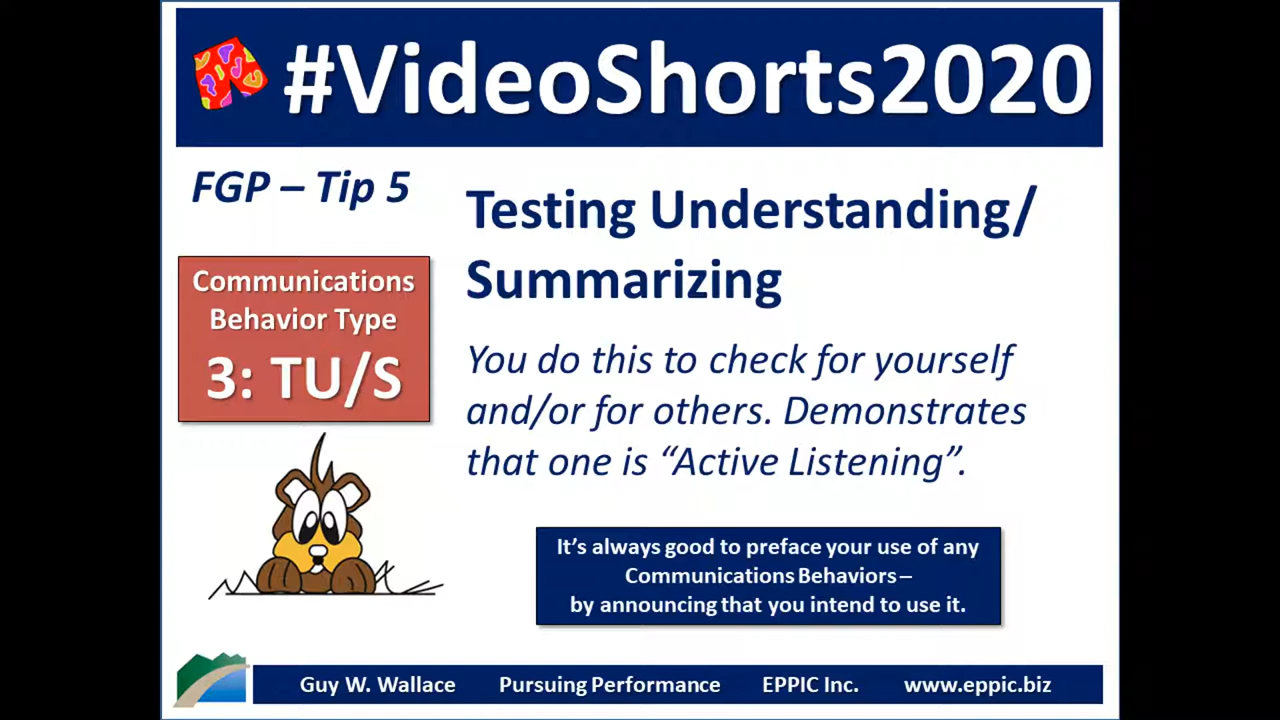 #VideoShorts2020
FGP – Tip 5
Communications
Behavior Type
3: TU/S
Testing Understanding/
Summarizing
You do this to check for yourself
and/or for others. Demonstrates
that one is “Active Listening”.
It’s always good to preface your use of any
Communications Behaviors –
by announcing that you intend to use it.
Guy W. Wallace Pursuing Performance EPPIC Inc. www.eppic.biz